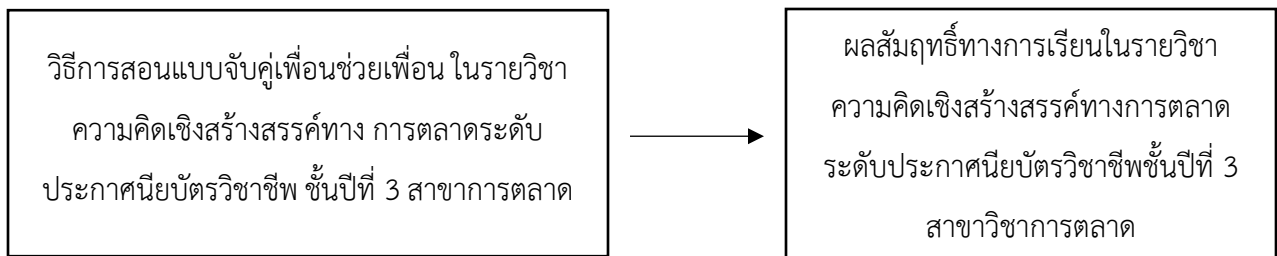 วิธีการสอนแบบจับคู่เพื่อนช่วยเพื่อน ในรายวิชา
ความคิดเชิงสร้างสรรค์ทาง การตลาดระดับ
ประกาศนียบัตรวิชาชีพ ชั้นปีที่ 3 สาขาการตลาด
ผลสัมฤทธิ์ทางการเรียนในรายวิชา
ความคิดเชิงสร้างสรรค์ทางการตลาด
ระดับประกาศนียบัตรวิชาชีพชั้นปีที่ 3
สาขาวิชาการตลาด